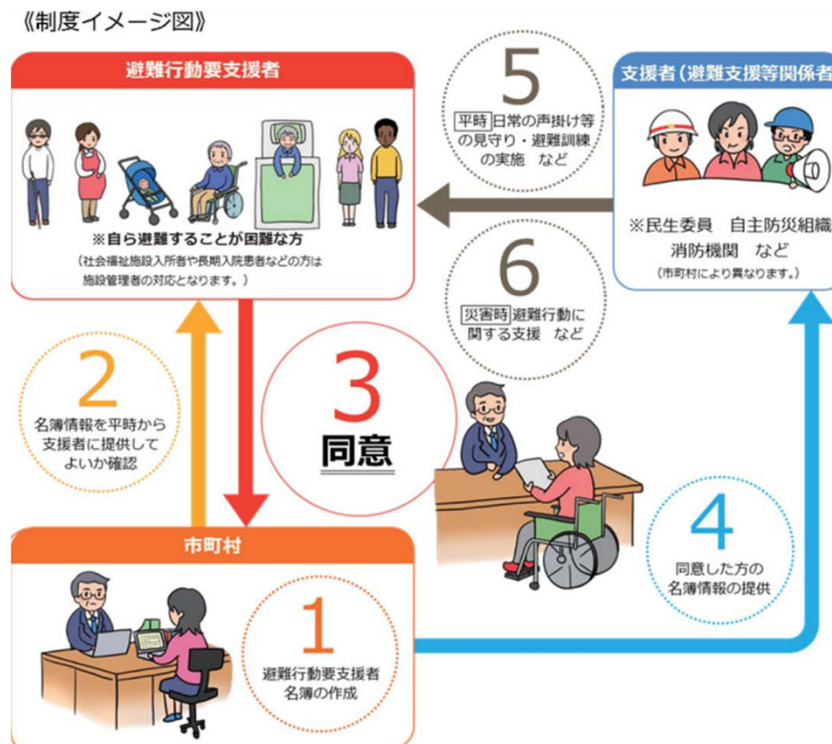 《制度イメージ図》
避難行動要支援者
※自ら避難することが困難な方
（社会福祉施設入所者や長期入院患者などの方は
施設管理者の対応となります。）
5
平時 日常の声掛け等
の見守り・避難訓練
の実施 など
支援者（避難支援等関係者
※民生委員 自主防災組織
消防機関 など
（市町村により異なります。）
6
災害時 避難行動に
関する支援 など
2
名簿情報を平時から
支援者に提供して
よいか確認
3
同意
4
同意した方の
名簿情報の提供
市町村
1
避難行動要支援者
名簿の作成